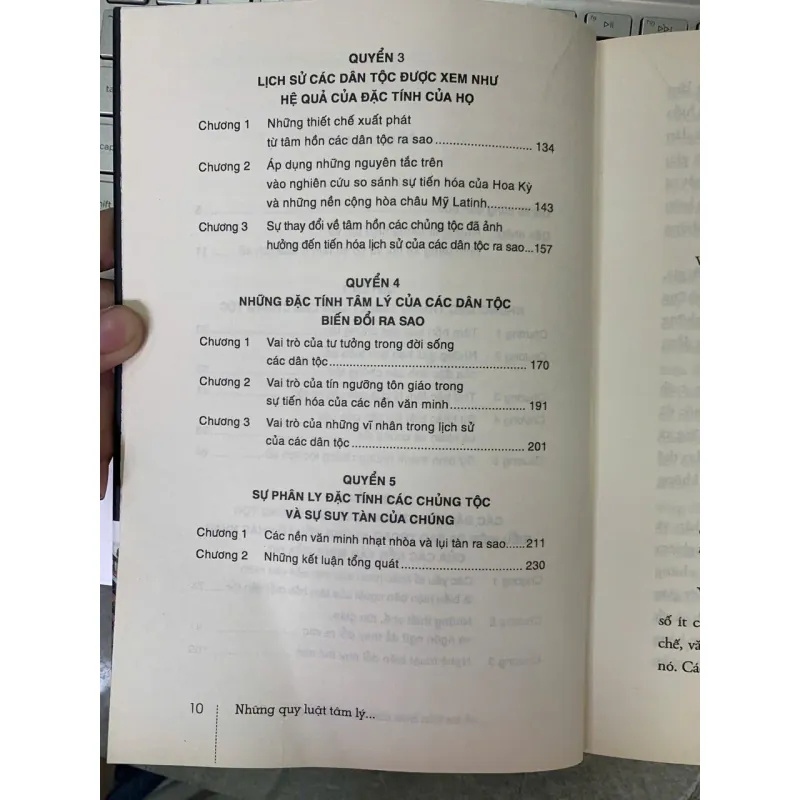 QUYỂN 3
LỊCH SỬ CÁC DÂN TỘC ĐƯỢC XEM NHƯ
HỆ QUẢ CỦA ĐẶC TÍNH CỦA HỌ
Chương 1 Những thiết chế xuất phát
từ tâm hồn các dân tộc ra sao ............................. 134
Chương 2 Áp dụng những nguyên tắc trên
vào nghiên cứu so sánh sự tiến hóa của Hoa Kỳ
và những nền cộng hòa châu Mỹ Latinh............. 143
Chương 3 Sự thay đổi về tâm hồn các chủng tộc đã ảnh
hưởng đến tiến hóa lịch sử của các dân tộc ra sao...157
QUYỂN 4
NHỮNG ĐẶC TÍNH TÂM LÝ CỦA CÁC DÂN TỘC
BIẾN ĐỔI RA SAO
Chương 1 Vai trò của tư tưởng trong đời sống
các dân tộc............................................................ 170
Chương 2 Vai trò của tín ngưỡng tôn giáo trong
sự tiến hóa của các nền văn minh....................... 191
Chương 3 Vai trò của những vĩ nhân trong lịch sử
của các dân tộc .................................................... 201
QUYỂN 5
SỰ PHÂN LY ĐẶC TÍNH CÁC CHỦNG TỘC
VÀ SỰ SUY TÀN CỦA CHÚNG
Chương 1 Các nền văn minh nhạt nhòa và lụi tàn ra sao......211
Chương 2 Những kết luận tổng quát................................... 230
10 Những quy luật tâm lý...
số ít c
chế, vă
nó. Cá